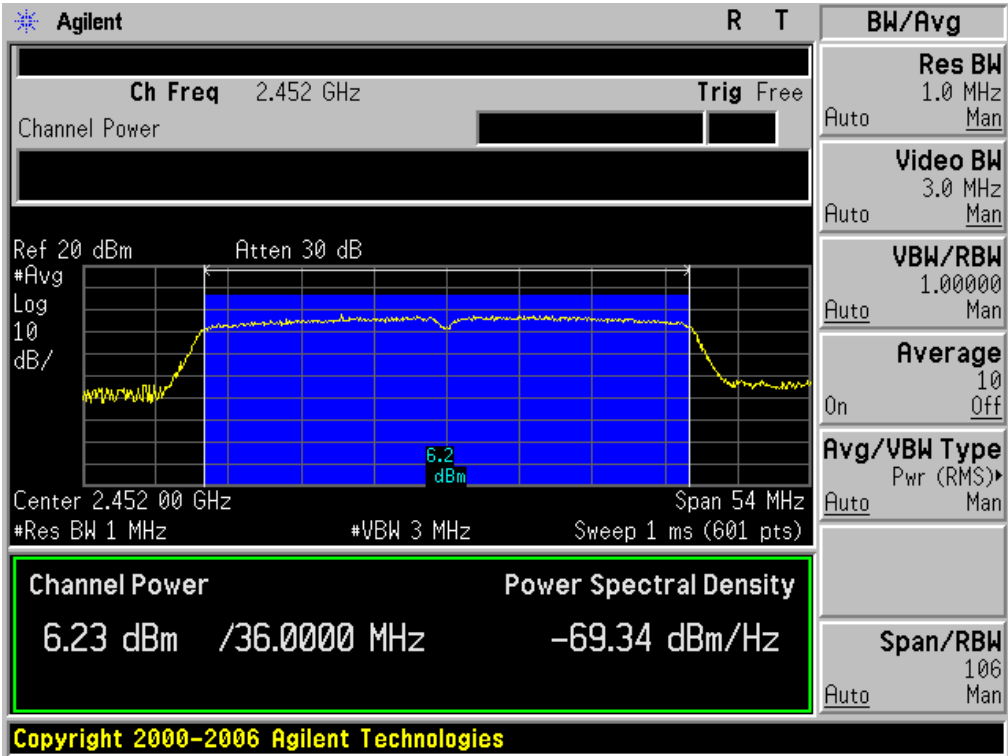 Agilent R T
Ch Freq 2.452 GHz Trig Free
Channel Power
Ref 20 dBm Atten 30 dB
#Avg
Log
10
dB/
6.2
dBm
Center 2.452 00 GHz Span 54 MHz
#Res BW 1 MHz #VBW 3 MHz Sweep 1 ms (601 pts)
Channel Power Power Spectral Density
6.23 dBm /36.0000 MHz -69.34 dBm/Hz
BW/Avg
Res BW
1.0 MHz
Auto Man
Video BW
3.0 MHz
Auto Man
VBW/RBW
1.00000
Auto Man
Average
10
On Off
Avg/VBW Type
Pwr (RMS)▸
Auto Man
Span/RBW
106
Auto Man
Copyright 2000-2006 Agilent Technologies